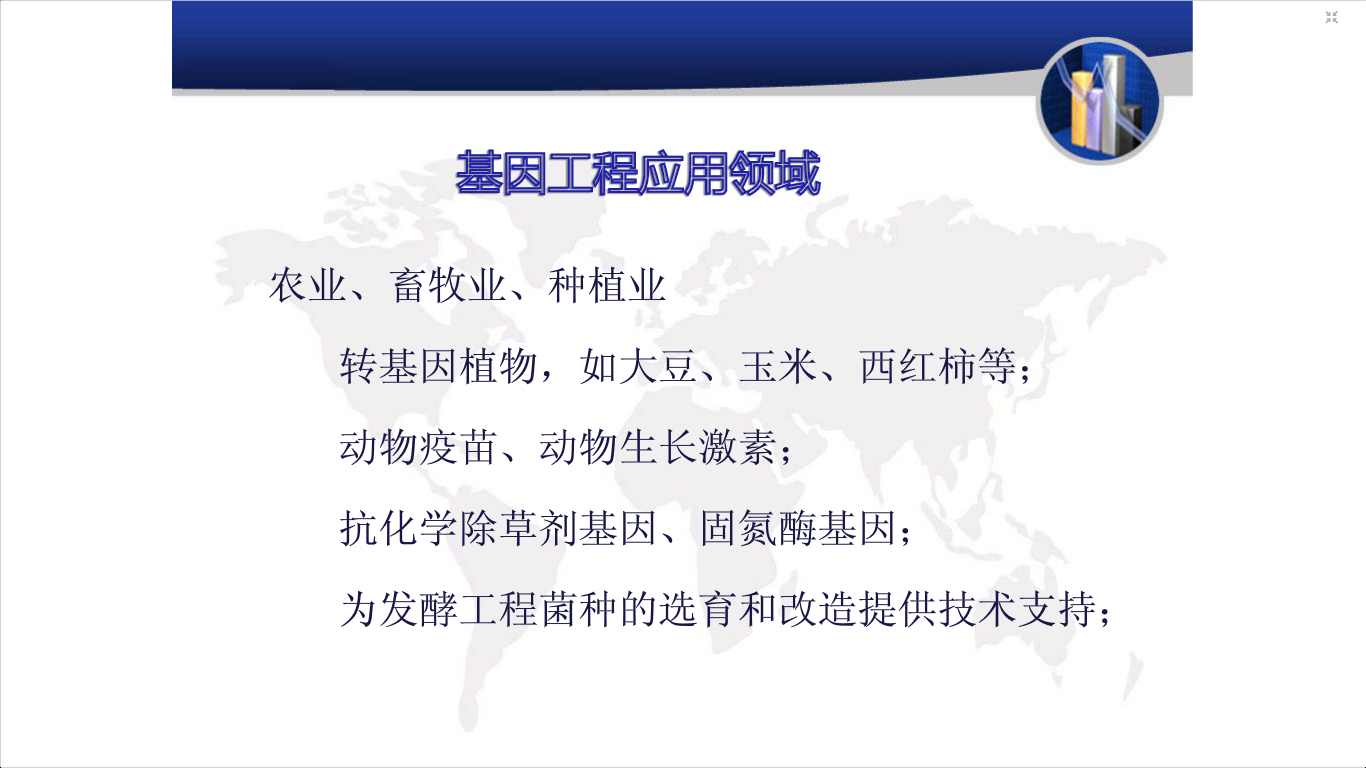 基因工程应用领域
农业、畜牧业、种植业
转基因植物，如大豆、玉米、西红柿等；
动物疫苗、动物生长激素；
抗化学除草剂基因、固氮酶基因；
为发酵工程菌种的选育和改造提供技术支持；